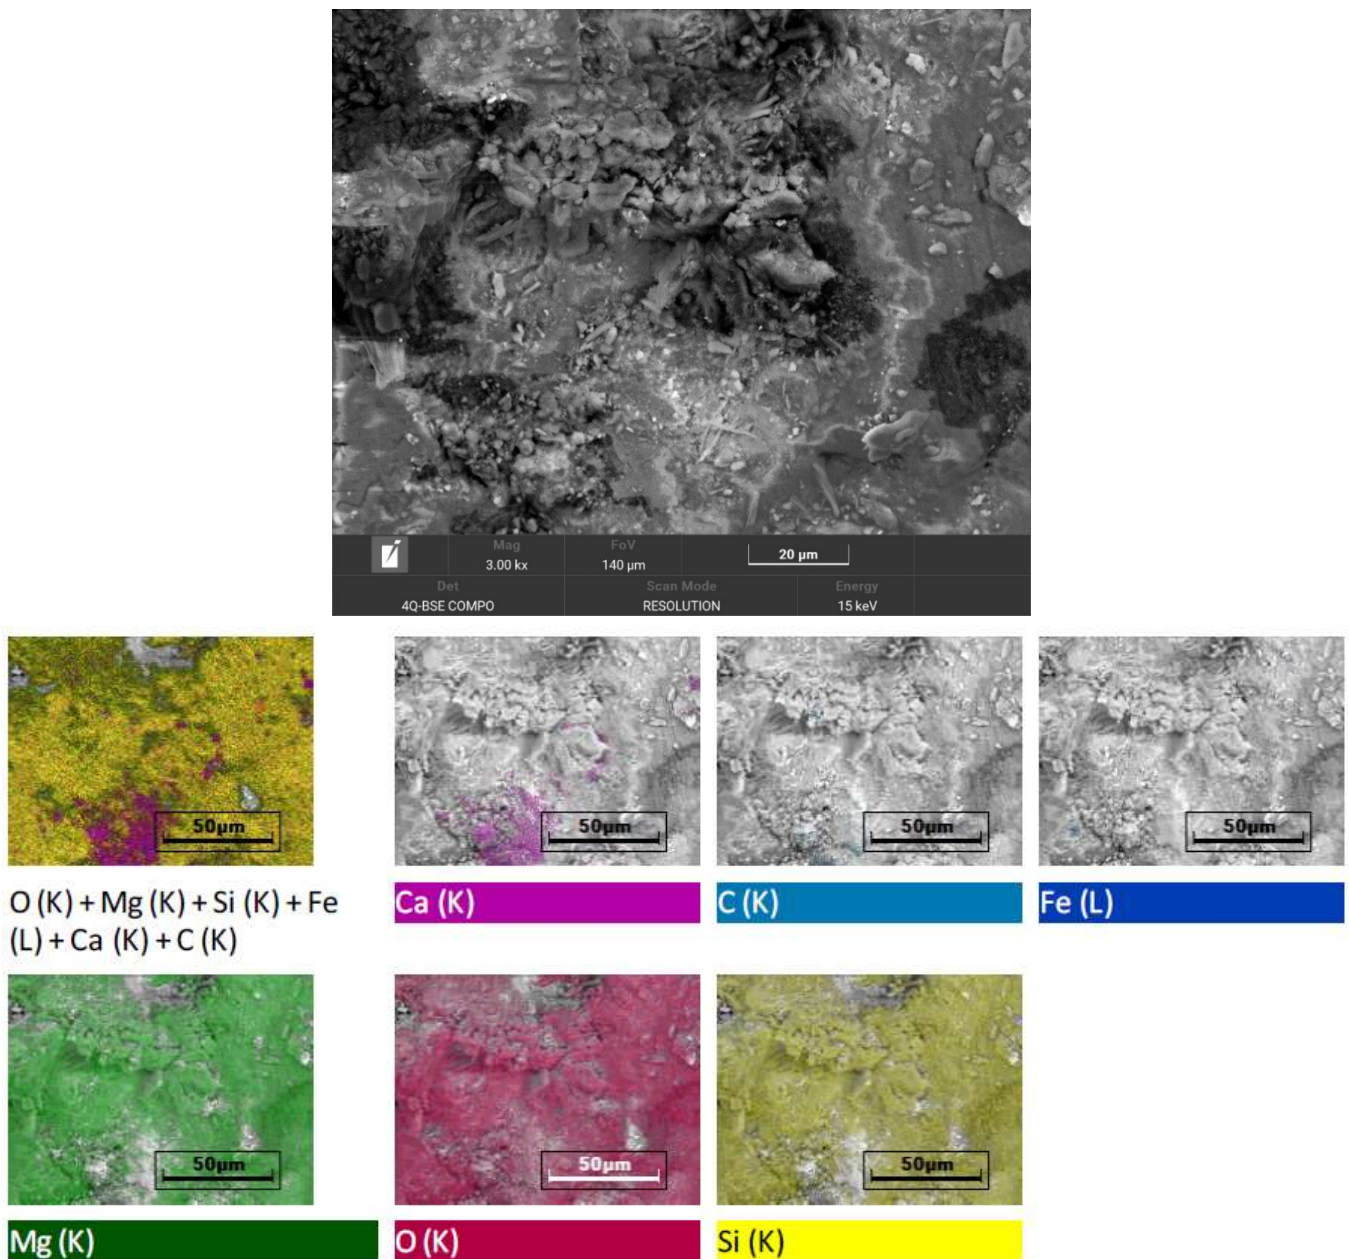 Mag
3.00 kx
FoV
140 µm
20 µm
Det
4Q-BSE COMPO
Scan Mode
RESOLUTION
Energy
15 keV
50µm
50µm
50µm
50µm
O (K) + Mg (K) + Si (K) + Fe
(L) + Ca (K) + C (K)
Ca (K)
C (K)
Fe (L)
50µm
50µm
50µm
Mg (K)
O (K)
Si (K)